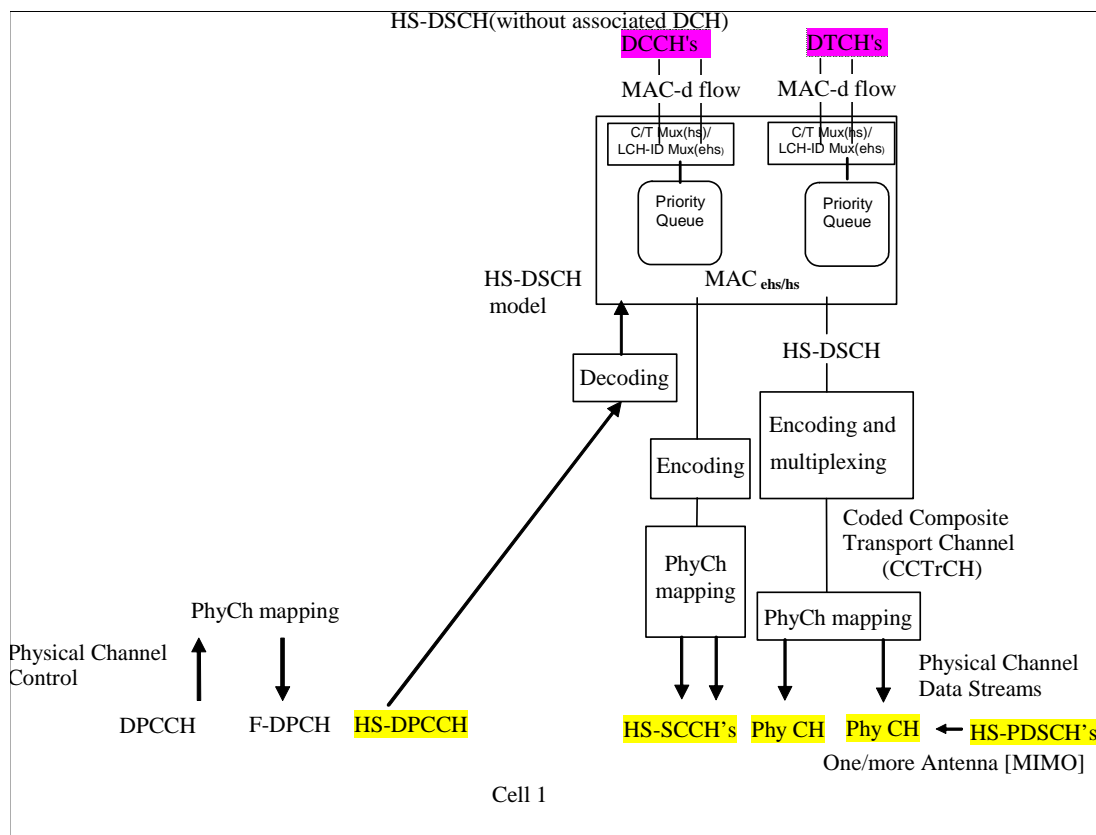 HS-DSCH(without associated DCH)
DCCH's
DTCH's
MAC-d flow
MAC-d flow
C/T Mux(hs)/
LCH-ID Mux(ehs)
C/T Mux(hs)/
LCH-ID Mux(ehs)
Priority
Queue
Priority
Queue
HS-DSCH
model
MAC ehs/hs
HS-DSCH
Decoding
Encoding and
multiplexing
Encoding
Coded Composite
Transport Channel
(CCTrCH)
PhyCh
mapping
PhyCh mapping
PhyCh mapping
Physical Channel
Control
Physical Channel
Data Streams
DPCCH
F-DPCH
HS-DPCCH
HS-SCCH’s
Phy CH
Phy CH
HS-PDSCH’s
One/more Antenna [MIMO]
Cell 1